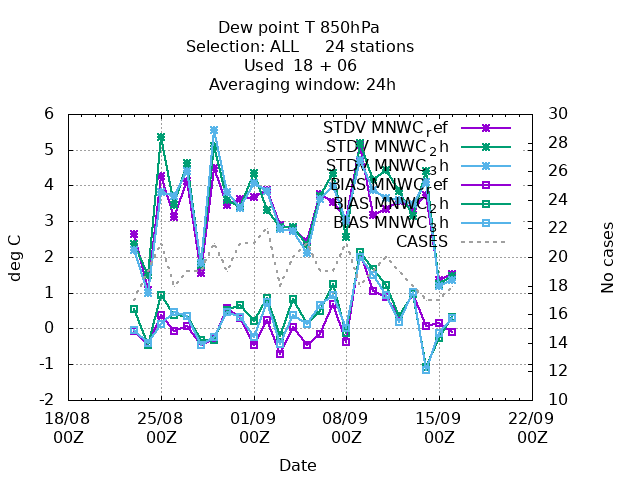 Dew point T 850hPa
Selection: ALL 24 stations
Used 18 + 06
Averaging window: 24h
6
5
4
3
2
1
0
-1
-2
deg C
30
28
26
24
22
20
18
16
14
12
10
No cases
STDV MNWC_ref
STDV MNWC_2h
STDV MNWC_3h
BIAS MNWC_ref
BIAS MNWC_2h
BIAS MNWC_3h
CASES
18/08 25/08 01/09 08/09 15/09 22/09
00Z 00Z 00Z 00Z 00Z 00Z
Date